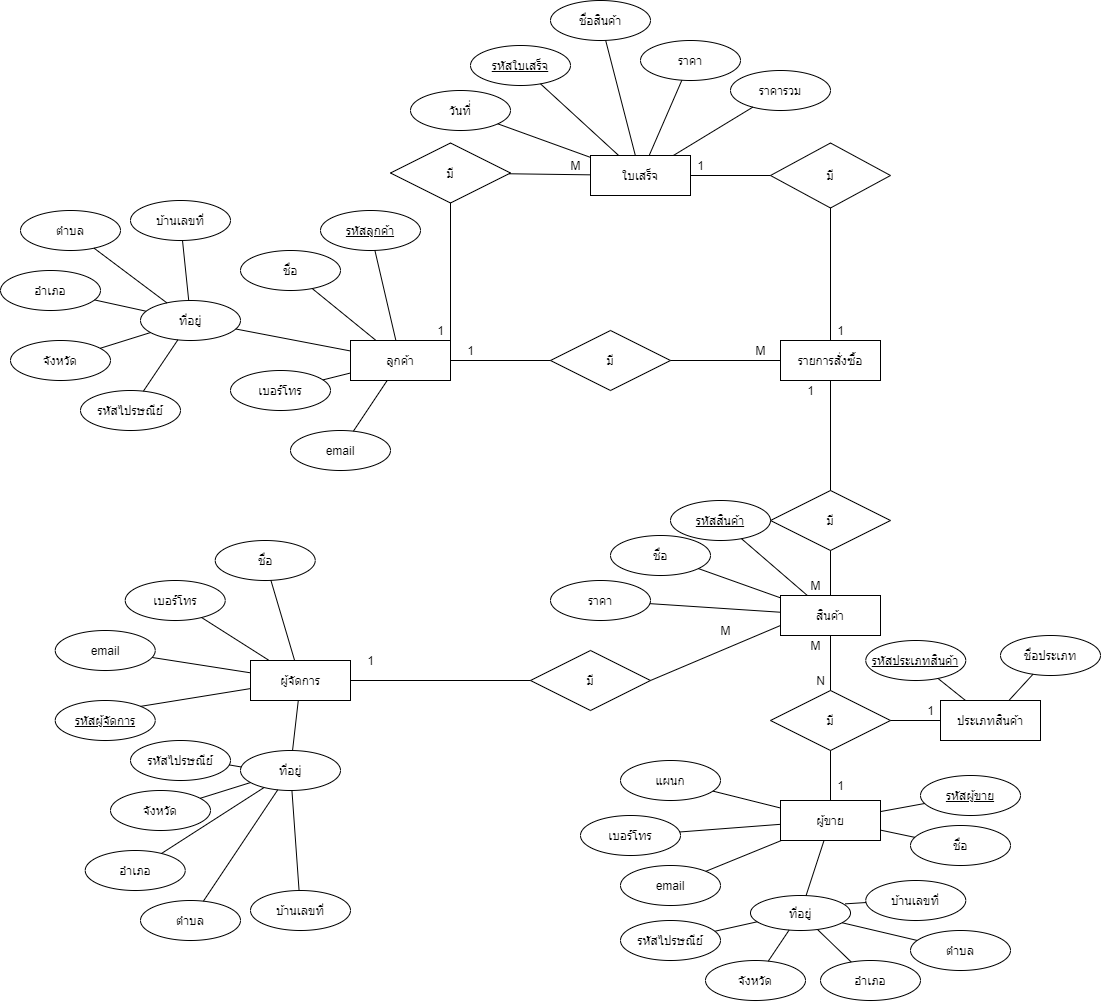 ชื่อสินค้า
รหัสใบเสร็จ
ราคา
ราคารวม
วันที่
มี
M
ใบเสร็จ
1
มี
บ้านเลขที่
ตำบล
รหัสลูกค้า
ชื่อ
อำเภอ
ที่อยู่
จังหวัด
รหัสไปรษณีย์
1
ลูกค้า
1
มี
M
1
รายการสั่งซื้อ
1
เบอร์โทร
email
รหัสสินค้า
มี
ชื่อ
ราคา
M
สินค้า
M
M
N
ชื่อ
เบอร์โทร
email
ผู้จัดการ
1
มี
รหัสผู้จัดการ
รหัสประเภทสินค้า
ชื่อประเภท
มี
1
ประเภทสินค้า
รหัสไปรษณีย์
ที่อยู่
จังหวัด
อำเภอ
ตำบล
บ้านเลขที่
1
แผนก
รหัสผู้ขาย
ผู้ขาย
เบอร์โทร
ชื่อ
email
บ้านเลขที่
ที่อยู่
รหัสไปรษณีย์
ตำบล
จังหวัด
อำเภอ